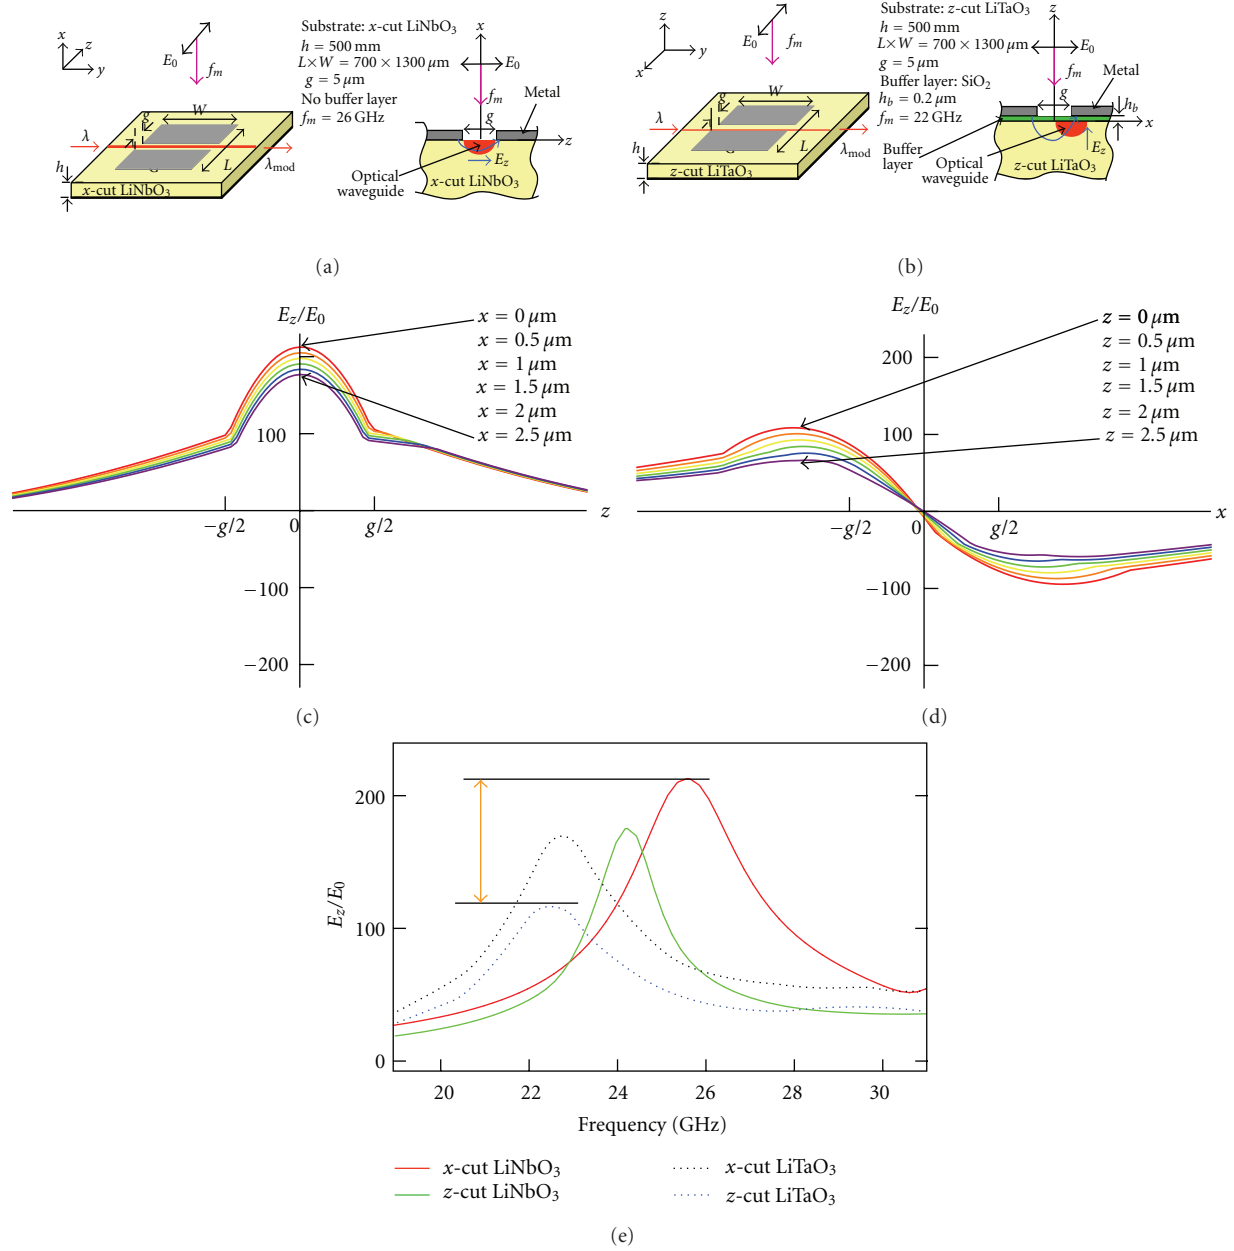 x
z
y
E0
fm
W
g
L
λ
λmod
h
G
x-cut LiNbO3
Substrate: x-cut LiNbO3
h = 500 mm
L×W = 700 × 1300 μm
g = 5 μm
No buffer layer
fm = 26 GHz
x
E0
fm
g
Metal
z
Ez
Optical
waveguide
x-cut LiNbO3
(a)
z
y
x
E0
fm
W
g
L
λ
λmod
h
G
z-cut LiTaO3
Substrate: z-cut LiTaO3
h = 500 mm
L×W = 700 × 1300 μm
g = 5 μm
Buffer layer: SiO2
hb = 0.2 μm
fm = 22 GHz
z
E0
fm
g
Metal
hb
x
Ez
Buffer
layer
Optical
waveguide
z-cut LiTaO3
(b)
Ez/E0
x = 0 μm
x = 0.5 μm
x = 1 μm
x = 1.5 μm
x = 2 μm
x = 2.5 μm
100
−g/2
0
g/2
z
−100
−200
(c)
Ez/E0
z = 0 μm
z = 0.5 μm
z = 1 μm
z = 1.5 μm
z = 2 μm
z = 2.5 μm
200
100
−g/2
0
g/2
x
−100
−200
(d)
Ez/E0
200
100
0
20 22 24 26 28 30
Frequency (GHz)
x-cut LiNbO3
z-cut LiNbO3
x-cut LiTaO3
z-cut LiTaO3
(e)